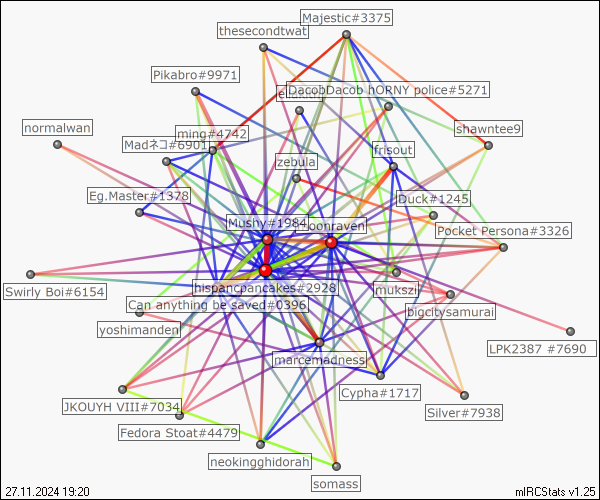 Majestic#3375
thesecondtwat
Pikabro#9971
DacobDacob hORNY police#5271
normalwan
ming#4742
shawntee9
Madネコ#6901
frisout
zebula
Eg.Master#1378
Duck#1245
Mushy#1984
oonraven
Pocket Persona#3326
Swirly Boi#6154
hispancpancakes#2928
mukszil
Can anything be saved#0396
bigcitysamurai
yoshimanden
LPK2387 #7690
marcemadness
Cypha#1717
JKOUYH VIII#7034
Silver#7938
Fedora Stoat#4479
neokingghidorah
somass
27.11.2024 19:20
mIRCStats v1.25